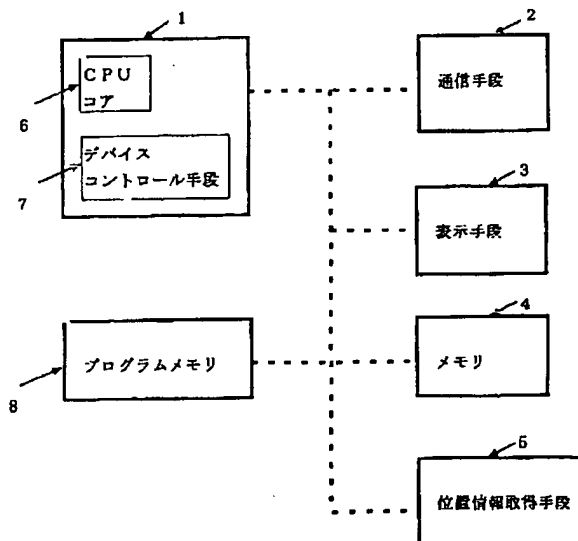 1
CPU
コア
6
デバイス
コントロール手段
7
2
通信手段
3
表示手段
プログラムメモリ
8
4
メモリ
5
位置情報取得手段